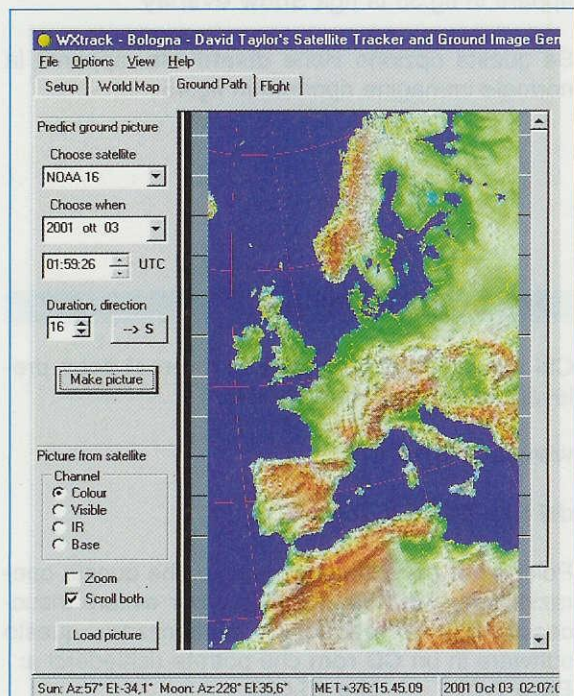 WXtrack - Bologna - David Taylor's Satellite Tracker and Ground Image Gen
File Options View Help
Setup World Map Ground Path Flight
Predict ground picture
Choose satellite
NOAA 16
Choose when
2001 ott 03
01:59:26 UTC
Duration, direction
16 --> S
Make picture
Picture from satellite
Channel
Colour
Visible
IR
Base
Zoom
Scroll both
Load picture
Sun: Az:57° El:-34,1° Moon: Az:228° El:35,6° MET+376:15.45.09 2001 Oct 03 02:07: